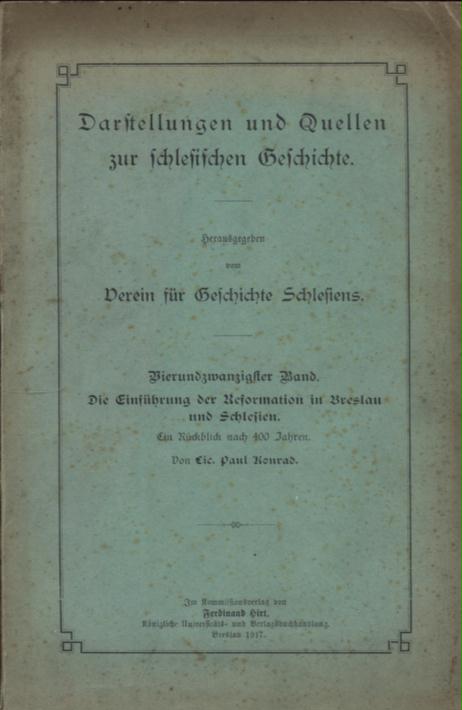 Darstellungen und Quellen
zur schlesischen Geschichte.
Herausgegeben
vom
Verein für Geschichte Schlesiens.
Vierundzwanzigster Band.
Die Einführung der Reformation in Breslau
und Schlesien.
Ein Rückblick nach 400 Jahren.
Von Lic. Paul Konrad.
Im Kommissionsverlag von
Ferdinand Hirt,
Königliche Universitäts- und Verlagsbuchhandlung.
Breslau 1917.